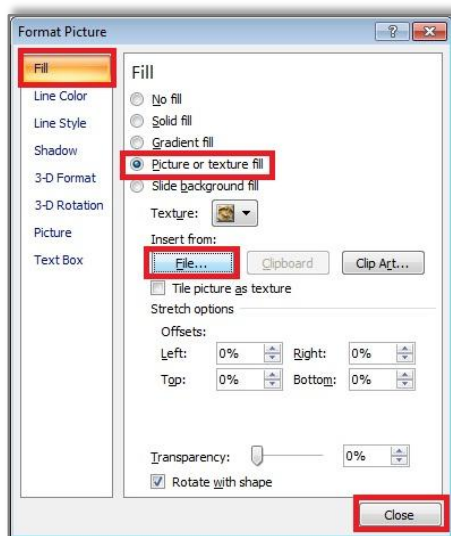 Format Picture
Fill
Line Color
Line Style
Shadow
3-D Format
3-D Rotation
Picture
Text Box
Fill
No fill
Solid fill
Gradient fill
Picture or texture fill
Slide background fill
Texture:
Insert from:
File... Clipboard Clip Art...
Tile picture as texture
Stretch options
Offsets:
Left: 0% Right: 0%
Top: 0% Bottom: 0%
Transparency: 0%
Rotate with shape
Close